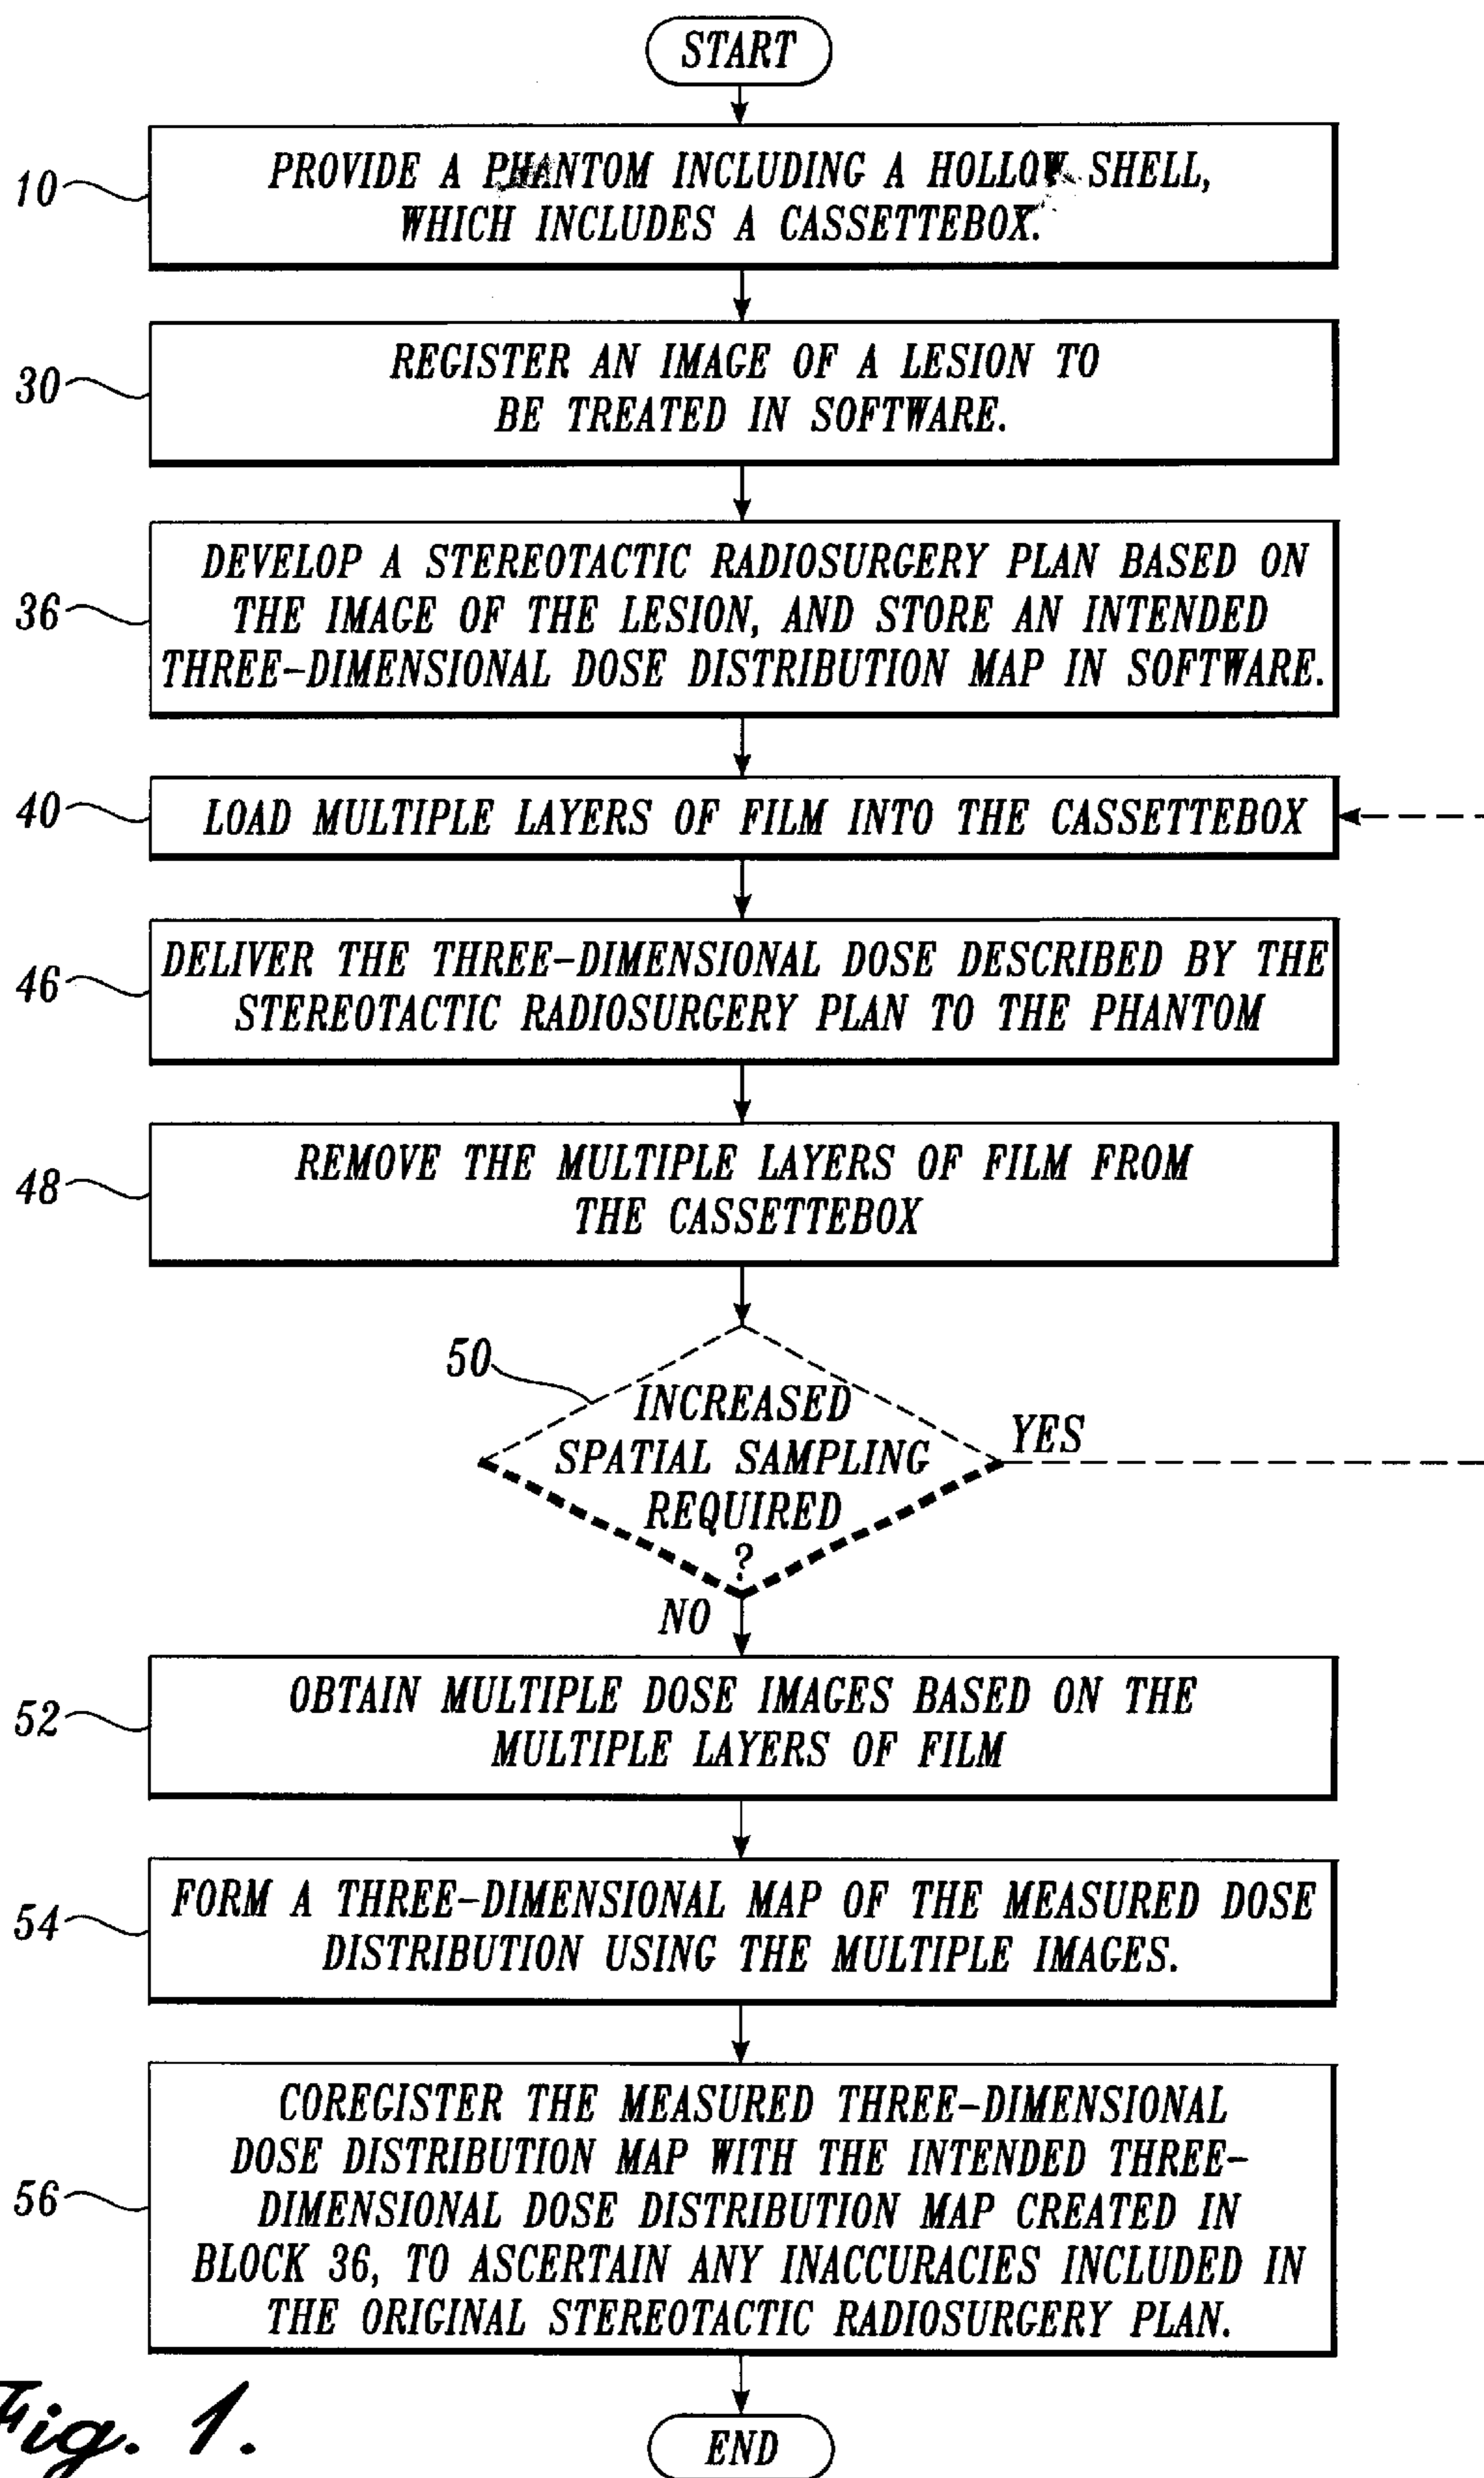 START
10
PROVIDE A PHANTOM INCLUDING A HOLLOW SHELL,
WHICH INCLUDES A CASSETTEBOX.
30
REGISTER AN IMAGE OF A LESION TO
BE TREATED IN SOFTWARE.
36
DEVELOP A STEREOTACTIC RADIOSURGERY PLAN BASED ON
THE IMAGE OF THE LESION, AND STORE AN INTENDED
THREE-DIMENSIONAL DOSE DISTRIBUTION MAP IN SOFTWARE.
40
LOAD MULTIPLE LAYERS OF FILM INTO THE CASSETTEBOX
46
DELIVER THE THREE-DIMENSIONAL DOSE DESCRIBED BY THE
STEREOTACTIC RADIOSURGERY PLAN TO THE PHANTOM
48
REMOVE THE MULTIPLE LAYERS OF FILM FROM
THE CASSETTEBOX
50
INCREASED
SPATIAL SAMPLING
REQUIRED
?
YES
NO
52
OBTAIN MULTIPLE DOSE IMAGES BASED ON THE
MULTIPLE LAYERS OF FILM
54
FORM A THREE-DIMENSIONAL MAP OF THE MEASURED DOSE
DISTRIBUTION USING THE MULTIPLE IMAGES.
56
COREGISTER THE MEASURED THREE-DIMENSIONAL
DOSE DISTRIBUTION MAP WITH THE INTENDED THREE-
DIMENSIONAL DOSE DISTRIBUTION MAP CREATED IN
BLOCK 36, TO ASCERTAIN ANY INACCURACIES INCLUDED IN
THE ORIGINAL STEREOTACTIC RADIOSURGERY PLAN.
END
Fig. 1.